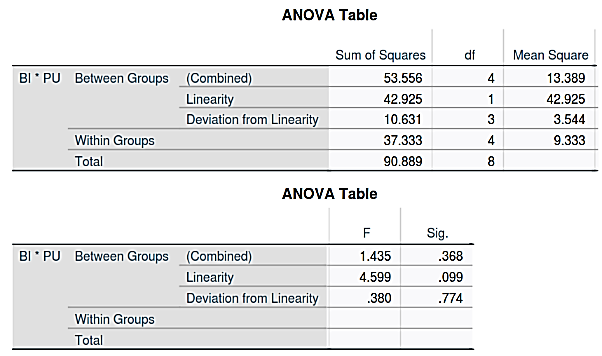 ANOVA Table
Sum of Squares df Mean Square
BI * PU Between Groups (Combined) 53.556 4 13.389
Linearity 42.925 1 42.925
Deviation from Linearity 10.631 3 3.544
Within Groups 37.333 4 9.333
Total 90.889 8
ANOVA Table
F Sig.
BI * PU Between Groups (Combined) 1.435 .368
Linearity 4.599 .099
Deviation from Linearity .380 .774
Within Groups
Total